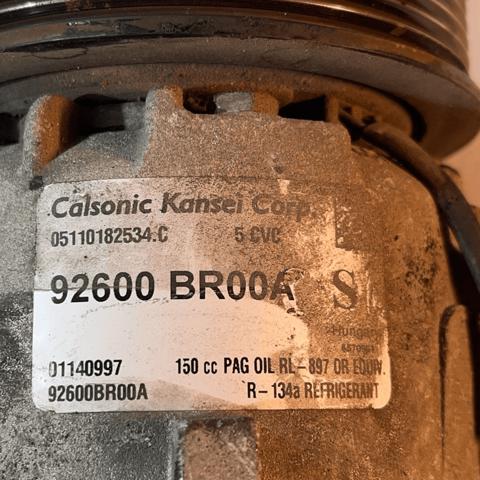 Calsonic Kansei Corp.
05110182534.C 5 CVC
92600 BR00A S
01140997 150 cc PAG OIL RL-897 OR EQUIV.
92600BR00A R-134a REFRIGERANT